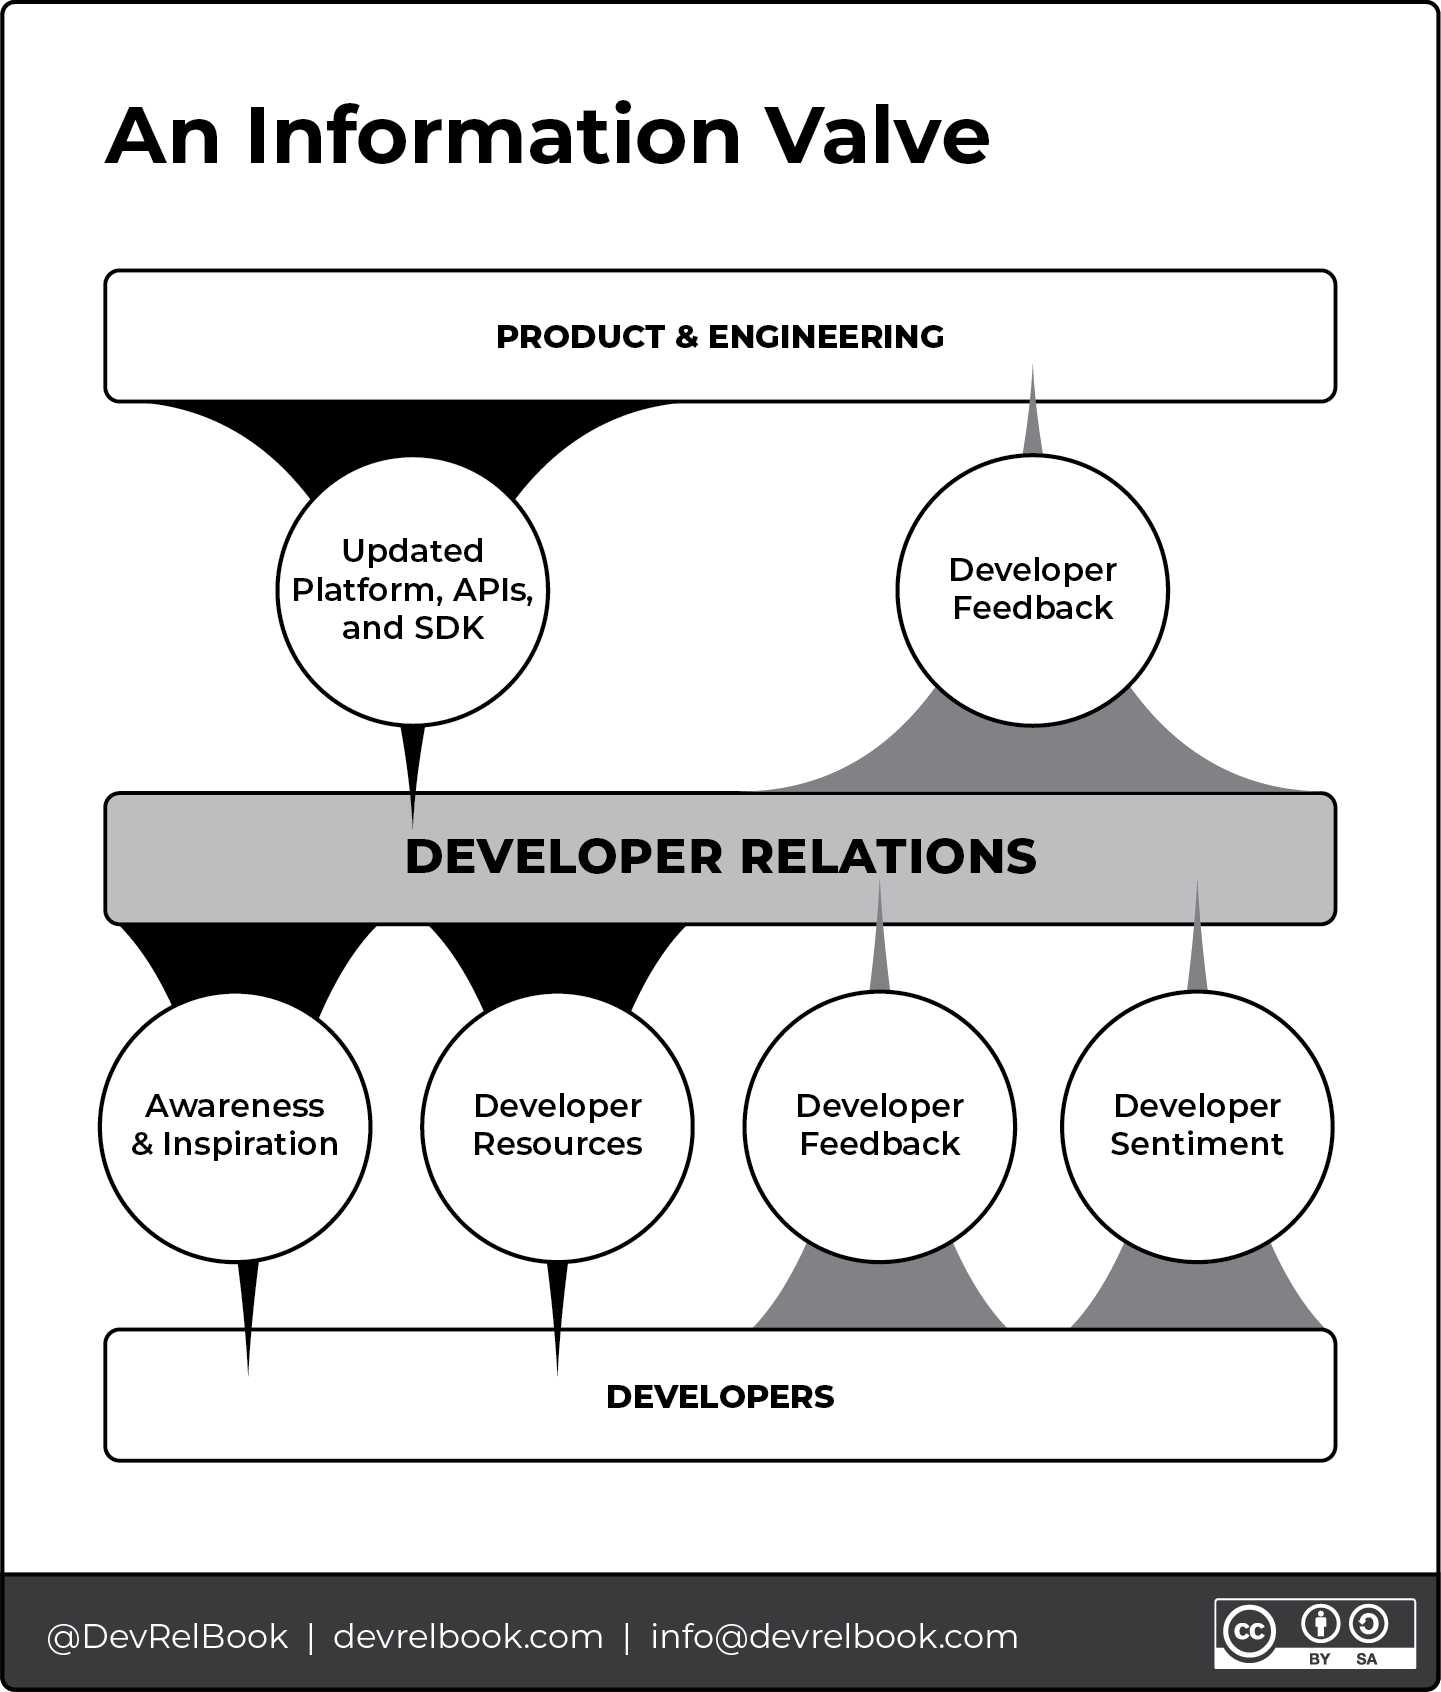 An Information Valve
PRODUCT & ENGINEERING
Updated
Platform, APIs,
and SDK
Developer
Feedback
DEVELOPER RELATIONS
Awareness
& Inspiration
Developer
Resources
Developer
Feedback
Developer
Sentiment
DEVELOPERS
@DevRelBook | devrelbook.com | info@devrelbook.com
cc
BY SA